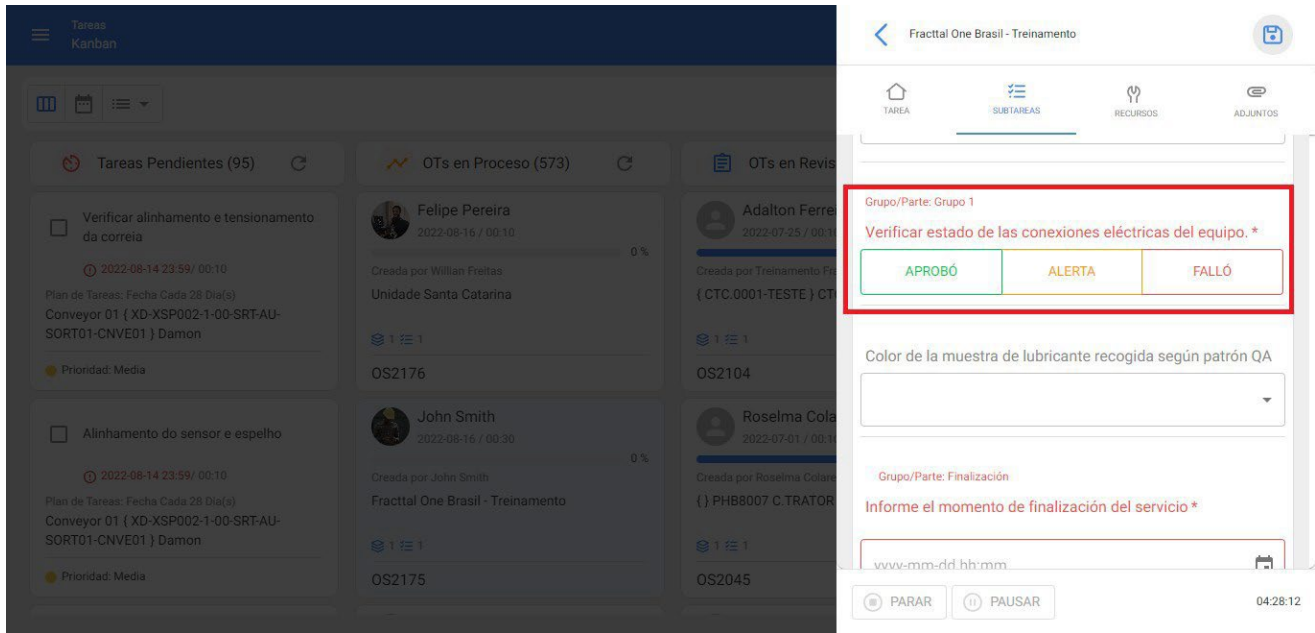 Tareas
Kanban
Tareas Pendientes (95)
Verificar alinhamento e tensionamento
da correia
2022-08-14 23:59/ 00:10
Plan de Tareas: Fecha Cada 28 Dia(s)
Conveyor 01 { XD-XSP002-1-00-SRT-AU-
SORT01-CNVE01 } Damon
Prioridad: Media
Alinhamento do sensor e espelho
2022-08-14 23:59/ 00:10
Plan de Tareas: Fecha Cada 28 Dia(s)
Conveyor 01 { XD-XSP002-1-00-SRT-AU-
SORT01-CNVE01 } Damon
Prioridad: Media
OTs en Proceso (573)
Felipe Pereira
2022-08-16 / 00:10
0 %
Creada por Willian Freitas
Unidade Santa Catarina
1 1
OS2176
John Smith
2022-08-16 / 00:30
0 %
Creada por John Smith
Fracttal One Brasil - Treinamento
1 1
OS2175
OTs en Revis
Adalton Ferrei
2022-07-25 / 00:10
Creada por Treinamento Fra
{ CTC.0001-TESTE } CT
1 1
OS2104
Roselma Cola
2022-07-01 / 00:10
Creada por Roselma Colare
{ } PHB8007 C.TRATOR
1 1
OS2045
Fracttal One Brasil - Treinamento
TAREA
SUBTAREAS
RECURSOS
ADJUNTOS
Grupo/Parte: Grupo 1
Verificar estado de las conexiones eléctricas del equipo. *
APROBÓ ALERTA FALLÓ
Color de la muestra de lubricante recogida según patrón QA
Grupo/Parte: Finalización
Informe el momento de finalización del servicio *
yyyy-mm-dd hh:mm
PARAR PAUSAR 04:28:12